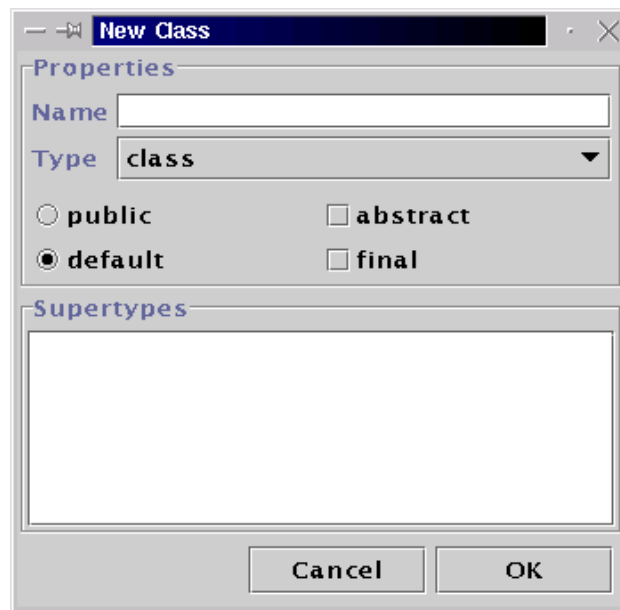 New Class
Properties
Name
Type class
public abstract
default final
Supertypes
Cancel OK